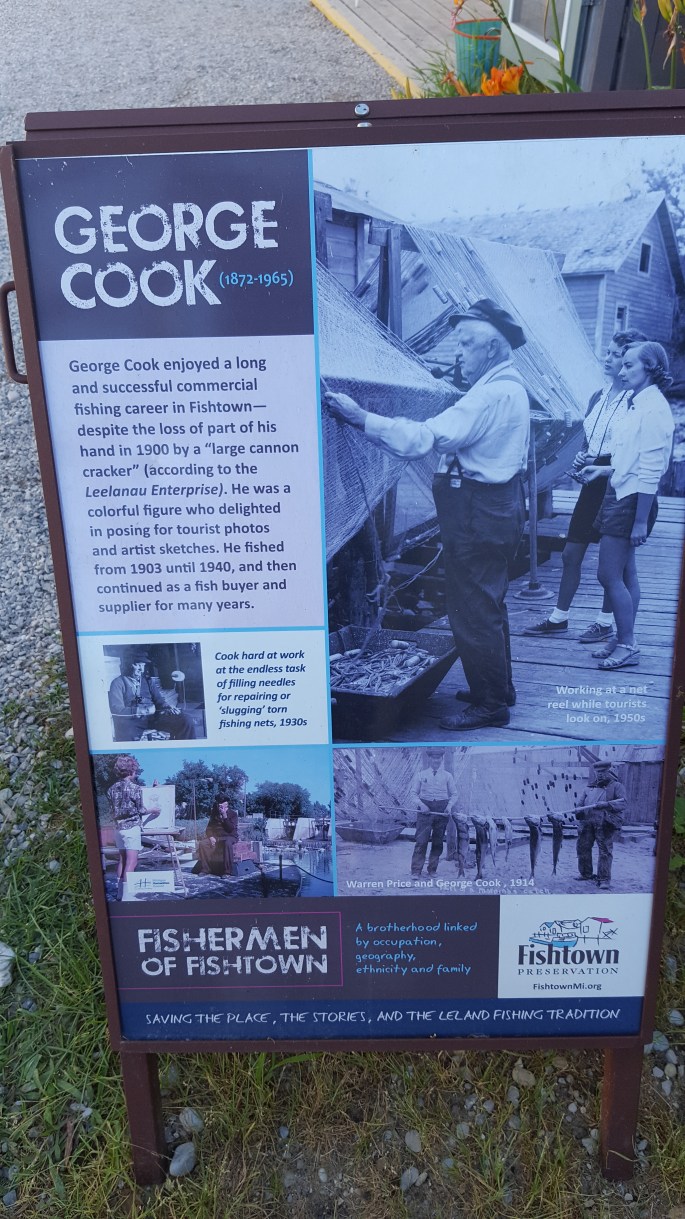 GEORGE
COOK (1872-1965)
George Cook enjoyed a long
and successful commercial
fishing career in Fishtown—
despite the loss of part of his
hand in 1900 by a “large cannon
cracker” (according to the
Leelanau Enterprise). He was a
colorful figure who delighted
in posing for tourist photos
and artist sketches. He fished
from 1903 until 1940, and then
continued as a fish buyer and
supplier for many years.
Working at a net
reel while tourists
look on, 1950s
Cook hard at work
at the endless task
of filling needles
for repairing or
‘slugging’ torn
fishing nets, 1930s
Warren Price and George Cook , 1914
FISHERMEN
OF FISHTOWN
A brotherhood linked
by occupation,
geography,
ethnicity and family
Fishtown
PRESERVATION
FishtownMi.org
SAVING THE PLACE, THE STORIES, AND THE LELAND FISHING TRADITION